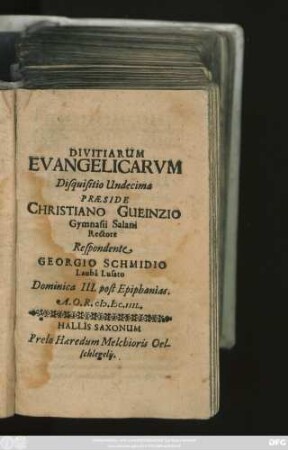 DIVITIARUM
EVANGELICARVM
Disquisitio Undecima
PRÆSIDE
CHRISTIANO GUEINZIO
Gymnasii Salani
Rectore
Respondente
GEORGIO SCHMIDIO
Laubâ Lusato
Dominica III. post Epiphanias.
HALLIS SAXONUM
Prelo Hæredum Melchioris Oel-
schlegelij.